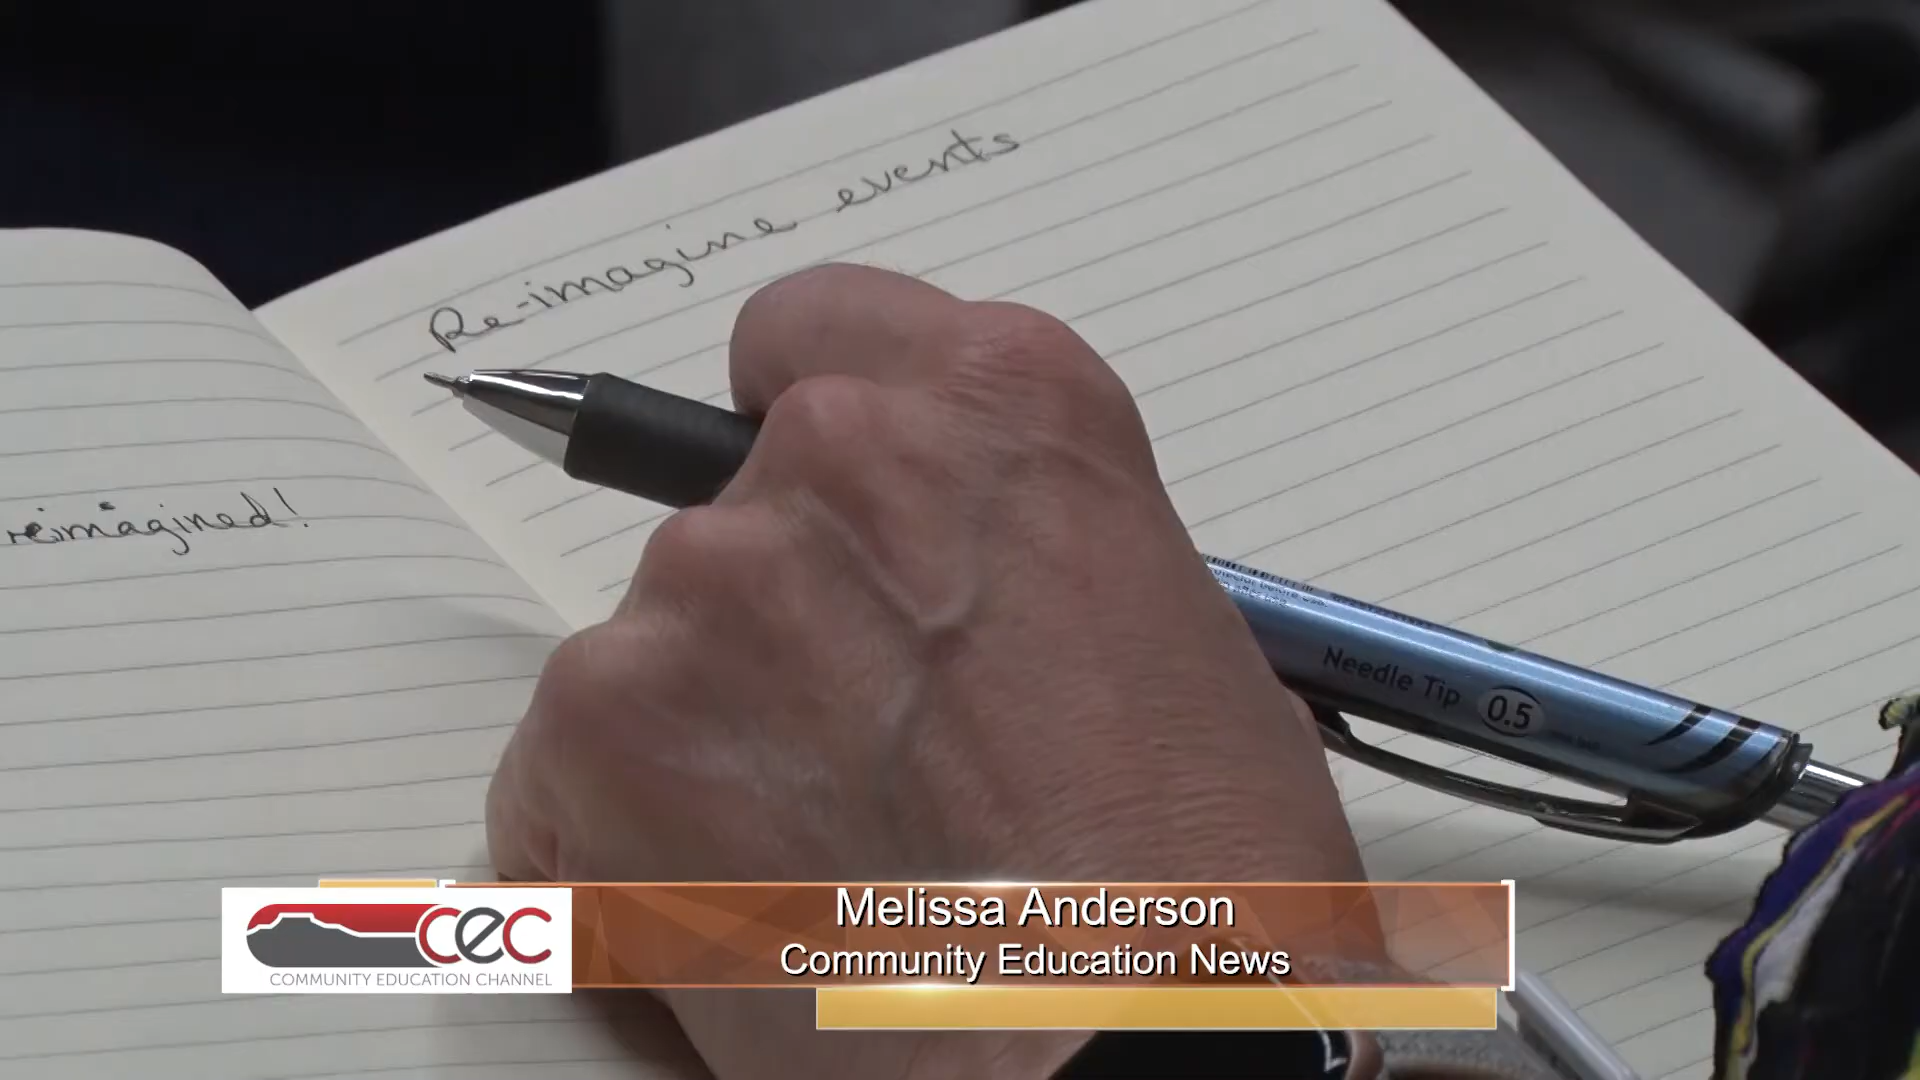 Re-imagine events
reimagined!
Needle Tip 0.5
Melissa Anderson
Community Education News
cec
COMMUNITY EDUCATION CHANNEL